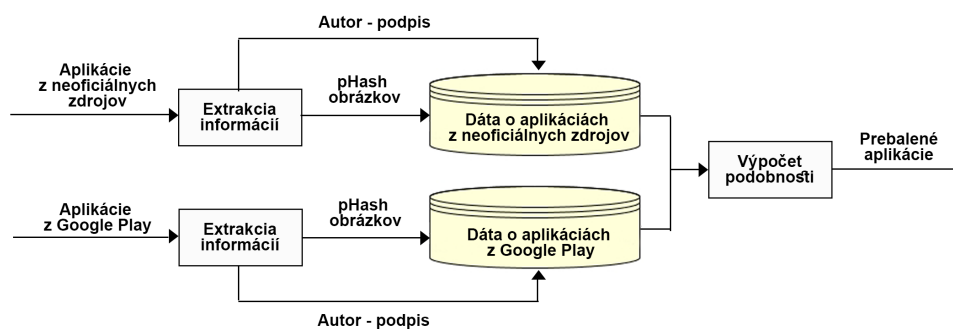 Autor - podpis
Aplikácie
z neoficiálnych
zdrojov
Extrakcia
informácií
pHash
obrázkov
Dáta o aplikáciách
z neoficiálnych zdrojov
Výpočet
podobnosti
Prebalené
aplikácie
Aplikácie
z Google Play
Extrakcia
informácií
pHash
obrázkov
Dáta o aplikáciách
z Google Play
Autor - podpis